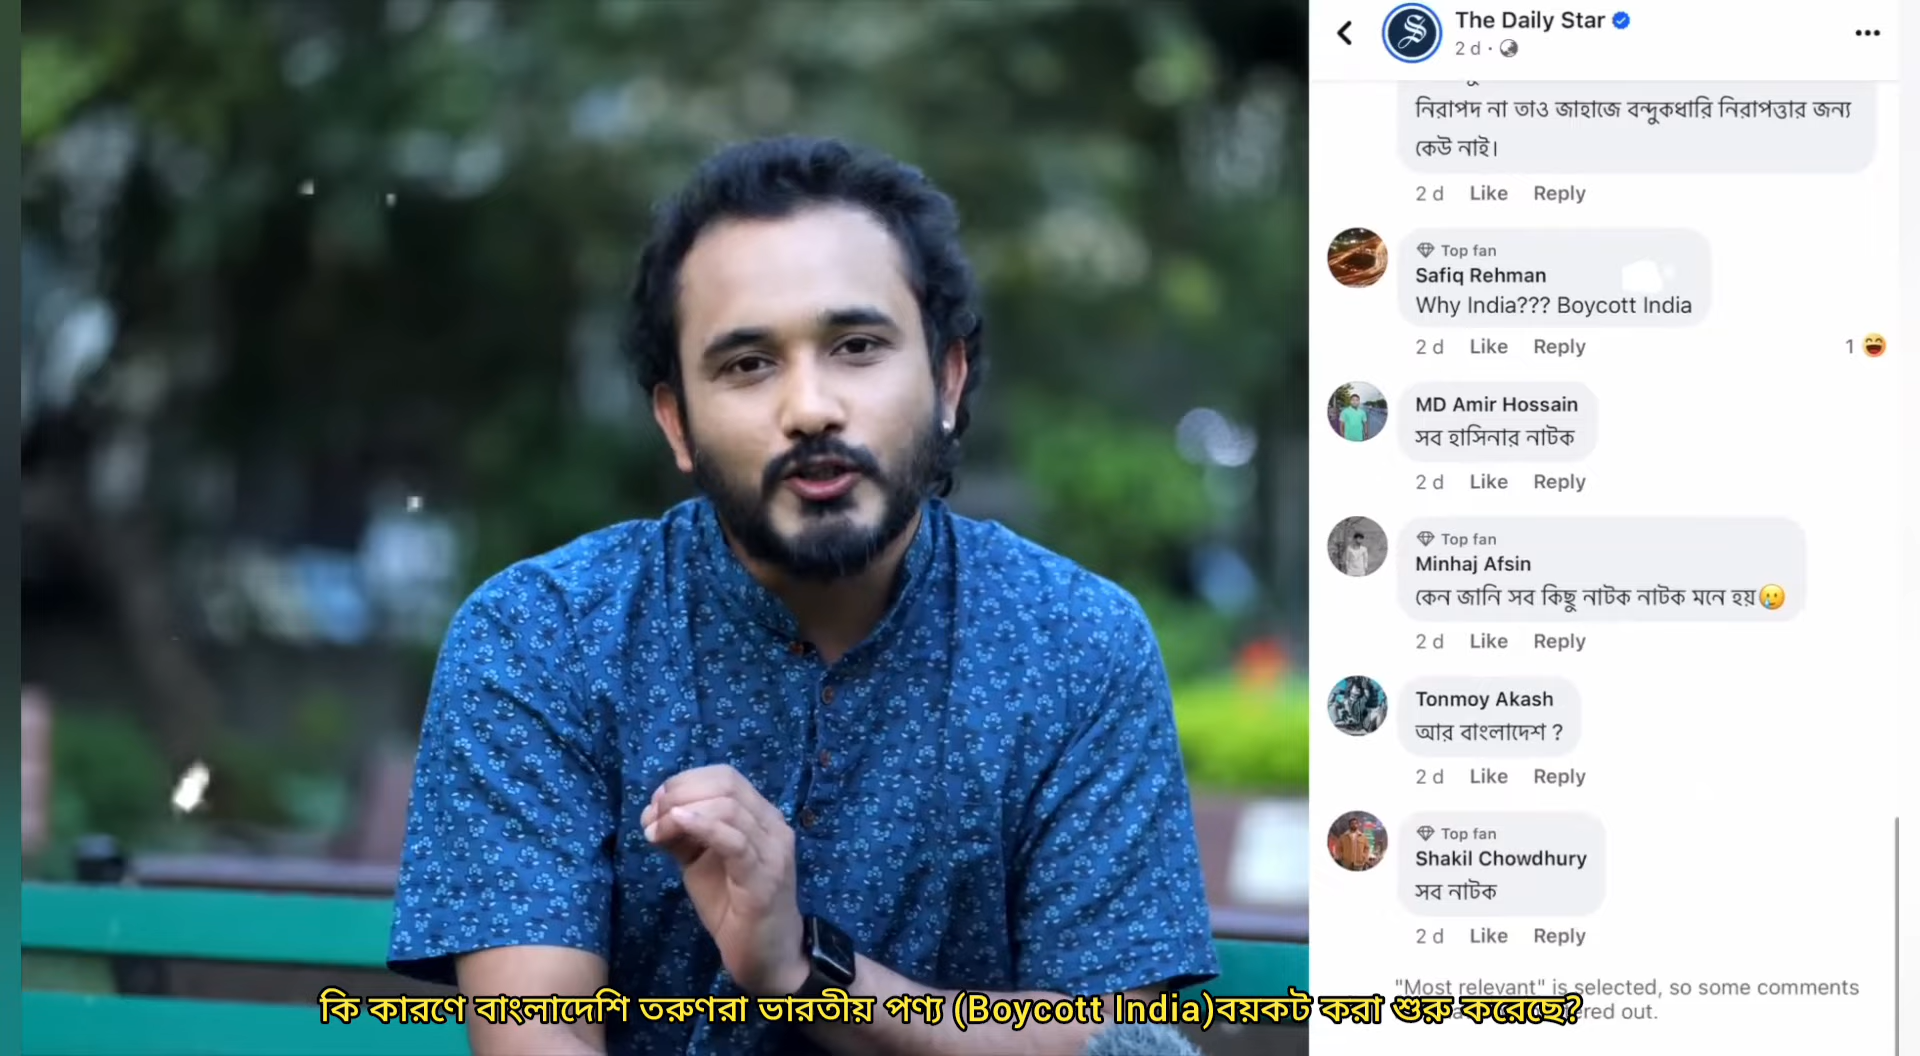 The Daily Star
2 d
নিরাপদ না তাও জাহাজে বন্দুকধারি নিরাপত্তার জন্য
কেউ নাই।
2 d Like Reply
Top fan
Safiq Rehman
Why India??? Boycott India
2 d Like Reply 1
MD Amir Hossain
সব হাসিনার নাটক
2 d Like Reply
Top fan
Minhaj Afsin
কেন জানি সব কিছু নাটক নাটক মনে হয়
2 d Like Reply
Tonmoy Akash
আর বাংলাদেশ ?
2 d Like Reply
Top fan
Shakil Chowdhury
সব নাটক
2 d Like Reply
"Most relevant" is selected, so some comments
out.
কি কারণে বাংলাদেশি তরুণরা ভারতীয় পণ্য (Boycott India)বয়কট করা শুরু করেছে?